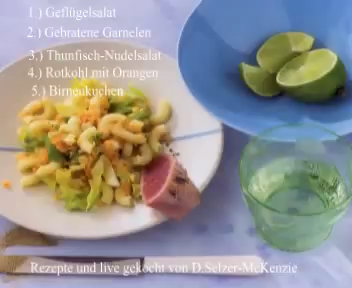 1.) Geflügelsalat
2.) Gebratene Garnelen
3.) Thunfisch-Nudelsalat
4.) Rotkohl mit Orangen
5.) Birnenkuchen
Rezepte und live gekocht von D.Selzer-McKenzie